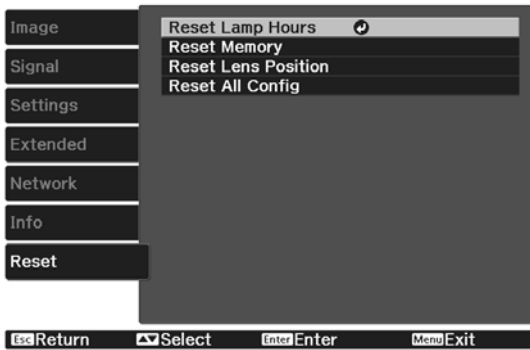 Image
Signal
Settings
Extended
Network
Info
Reset
Reset Lamp Hours
Reset Memory
Reset Lens Position
Reset All Config
Esc Return Select Enter Enter Menu Exit